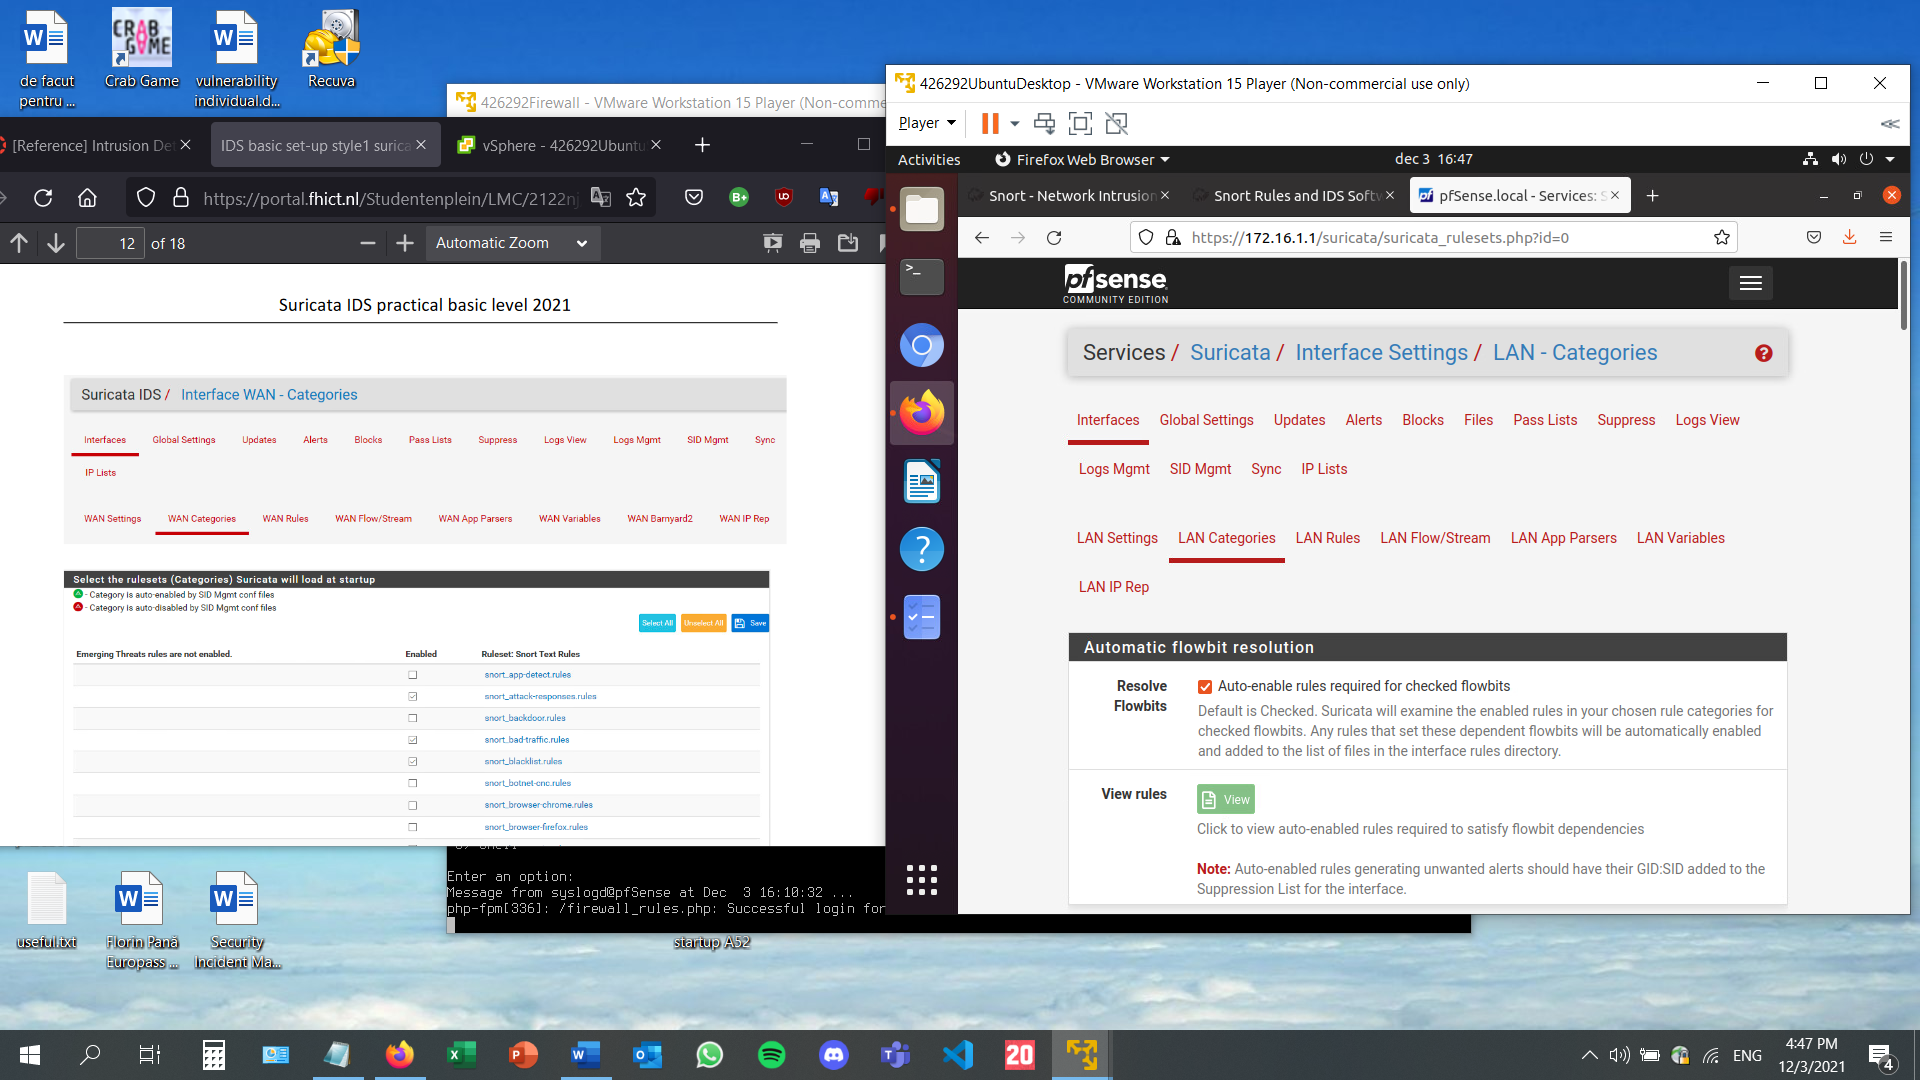 de facut
pentru ...
Crab Game
vulnerability
individual.d...
Recuva
CRAB
GAME
426292Firewall - VMware Workstation 15 Player (Non-comme
[Reference] Intrusion Det
IDS basic set-up style1 surica
vSphere - 426292Ubuntu
https://portal.fhict.nl/Studentenplein/LMC/2122nj
12 of 18
Automatic Zoom
Suricata IDS practical basic level 2021
Suricata IDS / Interface WAN - Categories
Interfaces Global Settings Updates Alerts Blocks Pass Lists Suppress Logs View Logs Mgmt SID Mgmt Sync
IP Lists
WAN Settings WAN Categories WAN Rules WAN Flow/Stream WAN App Parsers WAN Variables WAN Barnyard2 WAN IP Rep
Select the rulesets (Categories) Suricata will load at startup
- Category is auto-enabled by SID Mgmt conf files
- Category is auto-disabled by SID Mgmt conf files
Select All Unselect All Save
Emerging Threats rules are not enabled. Enabled Ruleset: Snort Text Rules
snort_app-detect.rules
snort_attack-responses.rules
snort_backdoor.rules
snort_bad-traffic.rules
snort_blacklist.rules
snort_botnet-cnc.rules
snort_browser-chrome.rules
snort_browser-firefox.rules
Enter an option:
Message from syslogd@pfSense at Dec  3 16:10:32 ...
php-fpm[336]: /firewall_rules.php: Successful login for
426292UbuntuDesktop - VMware Workstation 15 Player (Non-commercial use only)
Player
Activities
Firefox Web Browser
dec 3 16:47
Snort - Network Intrusion
Snort Rules and IDS Softw
pfSense.local - Services: S
https://172.16.1.1/suricata/suricata_rulesets.php?id=0
pfsense
COMMUNITY EDITION
Services / Suricata / Interface Settings / LAN - Categories
Interfaces Global Settings Updates Alerts Blocks Files Pass Lists Suppress Logs View
Logs Mgmt SID Mgmt Sync IP Lists
LAN Settings LAN Categories LAN Rules LAN Flow/Stream LAN App Parsers LAN Variables
LAN IP Rep
Automatic flowbit resolution
Resolve Flowbits
Auto-enable rules required for checked flowbits
Default is Checked. Suricata will examine the enabled rules in your chosen rule categories for
checked flowbits. Any rules that set these dependent flowbits will be automatically enabled
and added to the list of files in the interface rules directory.
View rules
View
Click to view auto-enabled rules required to satisfy flowbit dependencies
Note: Auto-enabled rules generating unwanted alerts should have their GID:SID added to the
Suppression List for the interface.
useful.txt
Florin Pană
Europass ...
Security
Incident Ma...
startup A52
20
ENG
4:47 PM
12/3/2021
4